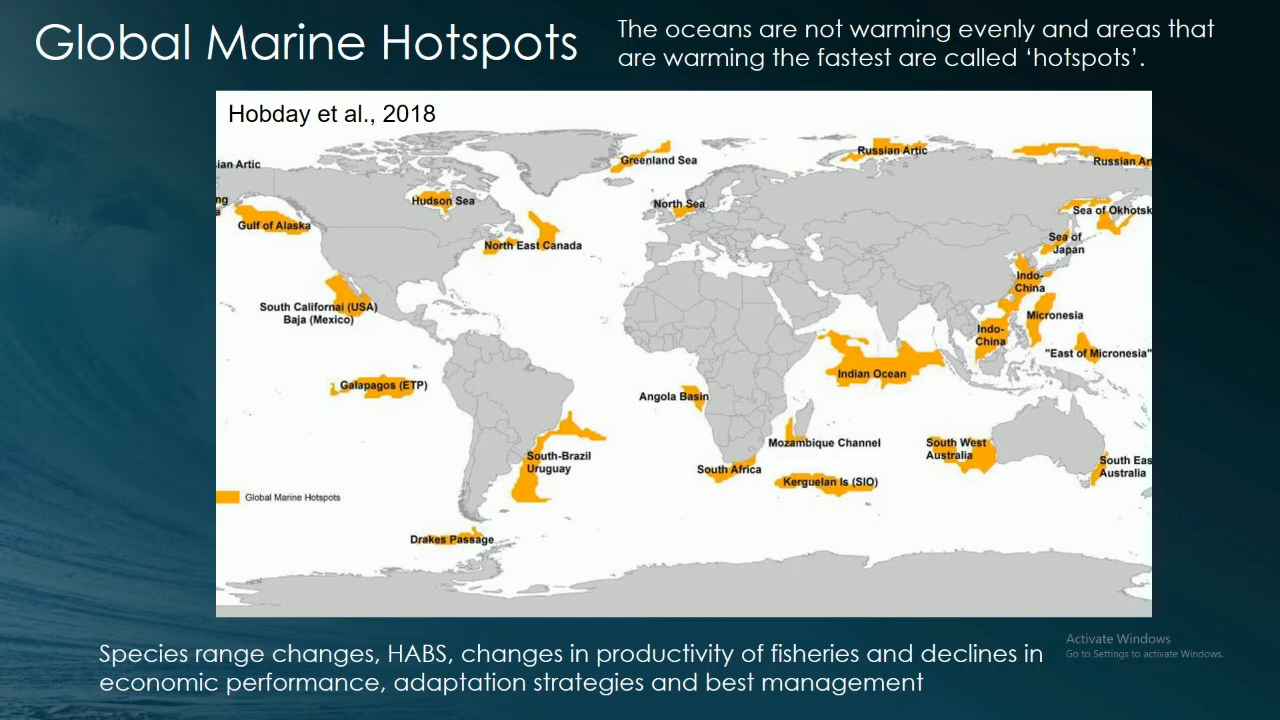 Global Marine Hotspots
The oceans are not warming evenly and areas that
are warming the fastest are called ‘hotspots’.
Hobday et al., 2018
ian Artic
Greenland Sea
Russian Artic
Russian Ar
ng
a
Hudson Sea
North Sea
Gulf of Alaska
Sea of Okhotsk
North East Canada
Sea of
Japan
Indo-
China
South Californai (USA)
Baja (Mexico)
Micronesia
Indo-
China
"East of Micronesia"
Indian Ocean
Galapagos (ETP)
Angola Basin
Mozambique Channel
South West
Australia
South-Brazil
Uruguay
South Africa
South Eas
Australia
Kerguelan Is (SIO)
Global Marine Hotspots
Drakes Passage
Species range changes, HABS, changes in productivity of fisheries and declines in
economic performance, adaptation strategies and best management
Activate Windows
Go to Settings to activate Windows.